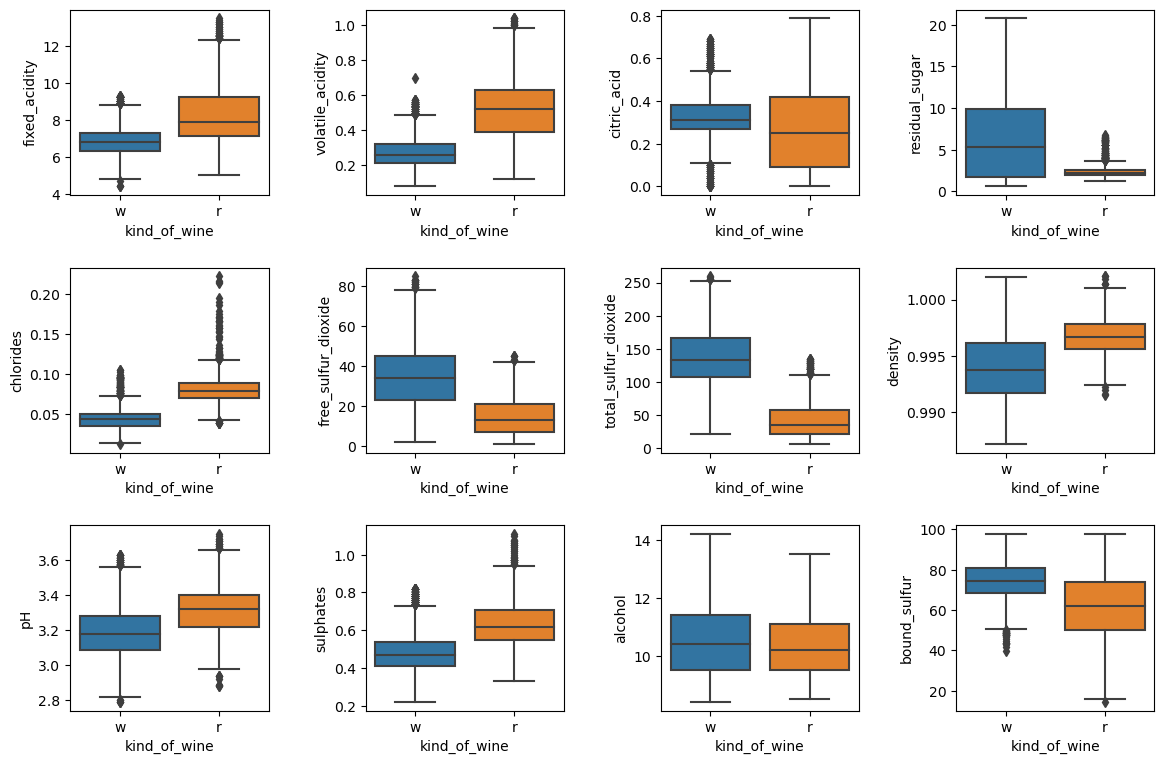 fixed_acidity
12
10
8
6
4
w r
kind_of_wine
volatile_acidity
1.0
0.8
0.6
0.4
0.2
w r
kind_of_wine
citric_acid
0.8
0.6
0.4
0.2
0.0
w r
kind_of_wine
residual_sugar
20
15
10
5
0
w r
kind_of_wine
chlorides
0.20
0.15
0.10
0.05
w r
kind_of_wine
free_sulfur_dioxide
80
60
40
20
0
w r
kind_of_wine
total_sulfur_dioxide
250
200
150
100
50
0
w r
kind_of_wine
density
1.000
0.995
0.990
w r
kind_of_wine
pH
3.6
3.4
3.2
3.0
2.8
w r
kind_of_wine
sulphates
1.0
0.8
0.6
0.4
0.2
w r
kind_of_wine
alcohol
14
12
10
w r
kind_of_wine
bound_sulfur
100
80
60
40
20
w r
kind_of_wine